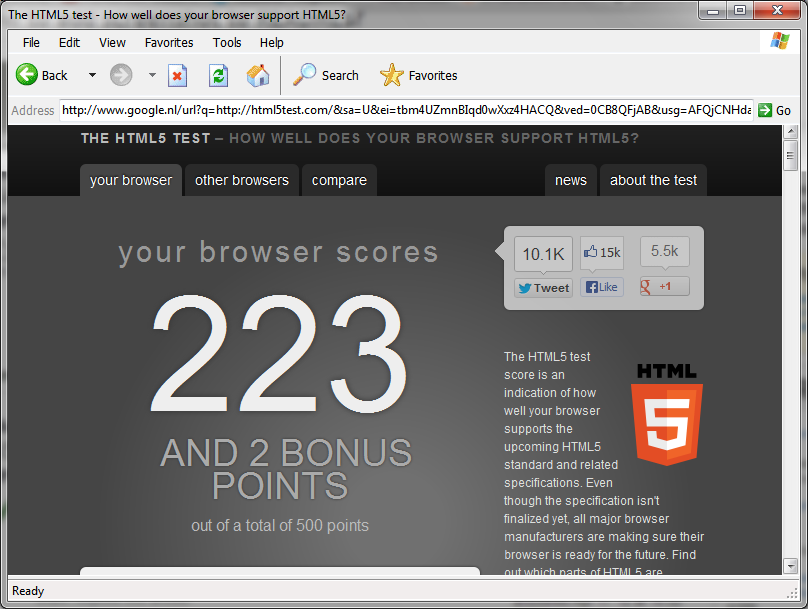 The HTML5 test - How well does your browser support HTML5?
File Edit View Favorites Tools Help
Back Search Favorites
Address http://www.google.nl/url?q=http://html5test.com/&sa=U&ei=tbm4UZmnBIqd0wXxz4HACQ&ved=0CB8QFjAB&usg=AFQjCNHda Go
THE HTML5 TEST – HOW WELL DOES YOUR BROWSER SUPPORT HTML5?
your browser other browsers compare news about the test
your browser scores
223
AND 2 BONUS
POINTS
out of a total of 500 points
10.1K 15k 5.5k
Tweet Like +1
HTML
5
The HTML5 test
score is an
indication of how
well your browser
supports the
upcoming HTML5
standard and related
specifications. Even
though the specification isn't
finalized yet, all major browser
manufacturers are making sure their
browser is ready for the future. Find
out which parts of HTML5 are
Ready